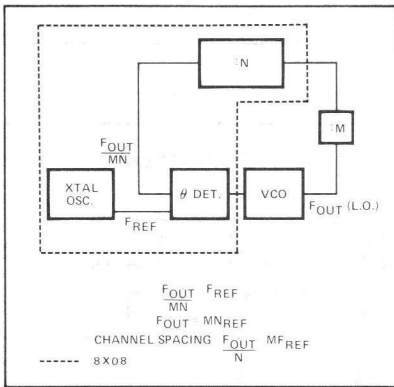 :N
:M
F_OUT
MN
XTAL
OSC.
θ DET.
VCO
F_OUT (L.O.)
F_REF
F_OUT F_REF
MN
F_OUT MN_REF
CHANNEL SPACING F_OUT MF_REF
N
8X08